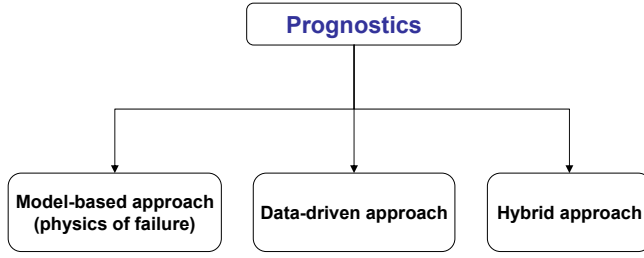 Prognostics
Model-based approach
(physics of failure)
Data-driven approach
Hybrid approach